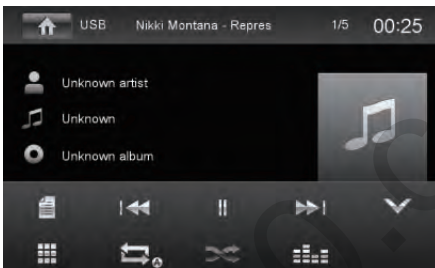 USB Nikki Montana - Repres 1/5 00:25
Unknown artist
Unknown
Unknown album